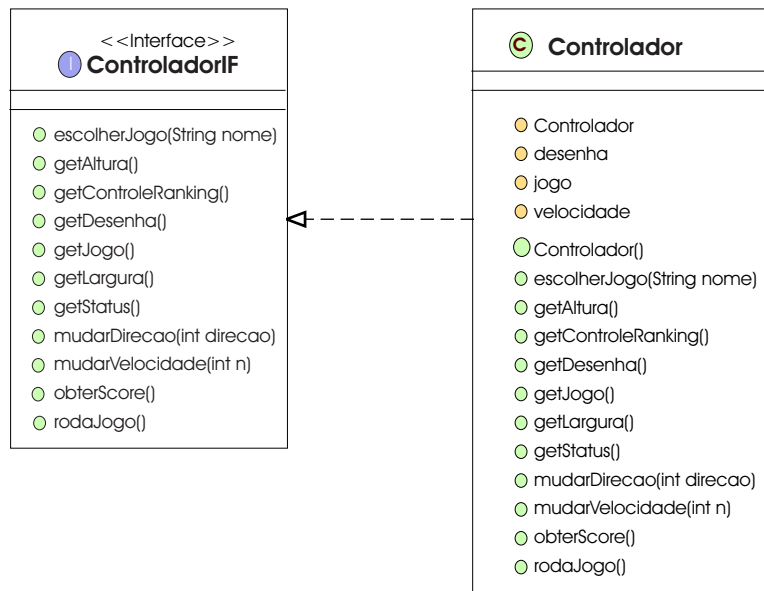 <<Interface>>
I ControladorIF
escolherJogo(String nome)
getAltura()
getControleRanking()
getDesenha()
getJogo()
getLargura()
getStatus()
mudarDirecao(int direcao)
mudarVelocidade(int n)
obterScore()
rodaJogo()
C Controlador
Controlador
desenha
jogo
velocidade
Controlador()
escolherJogo(String nome)
getAltura()
getControleRanking()
getDesenha()
getJogo()
getLargura()
getStatus()
mudarDirecao(int direcao)
mudarVelocidade(int n)
obterScore()
rodaJogo()